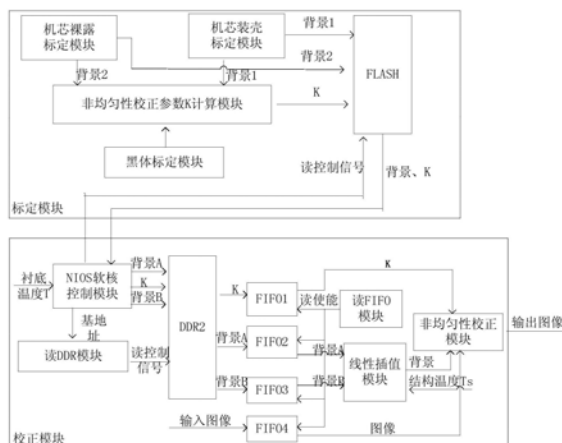 机芯裸露
标定模块
机芯装壳
标定模块
背景1
背景2
FLASH
背景2
背景1
非均匀性校正参数K计算模块
K
黑体标定模块
读控制信号
背景、K
标定模块
衬底
温度T
NIOS软核
控制模块
背景A
K
背景B
DDR2
基地
址
读DDR模块
读控制
信号
K
FIFO1
读使能
读FIFO
模块
K
背景A
FIFO2
背景A
线性插值
模块
背景
非均匀性校正
模块
输出图像
背景B
FIFO3
背景B
结构温度Ts
输入图像
FIFO4
图像
校正模块